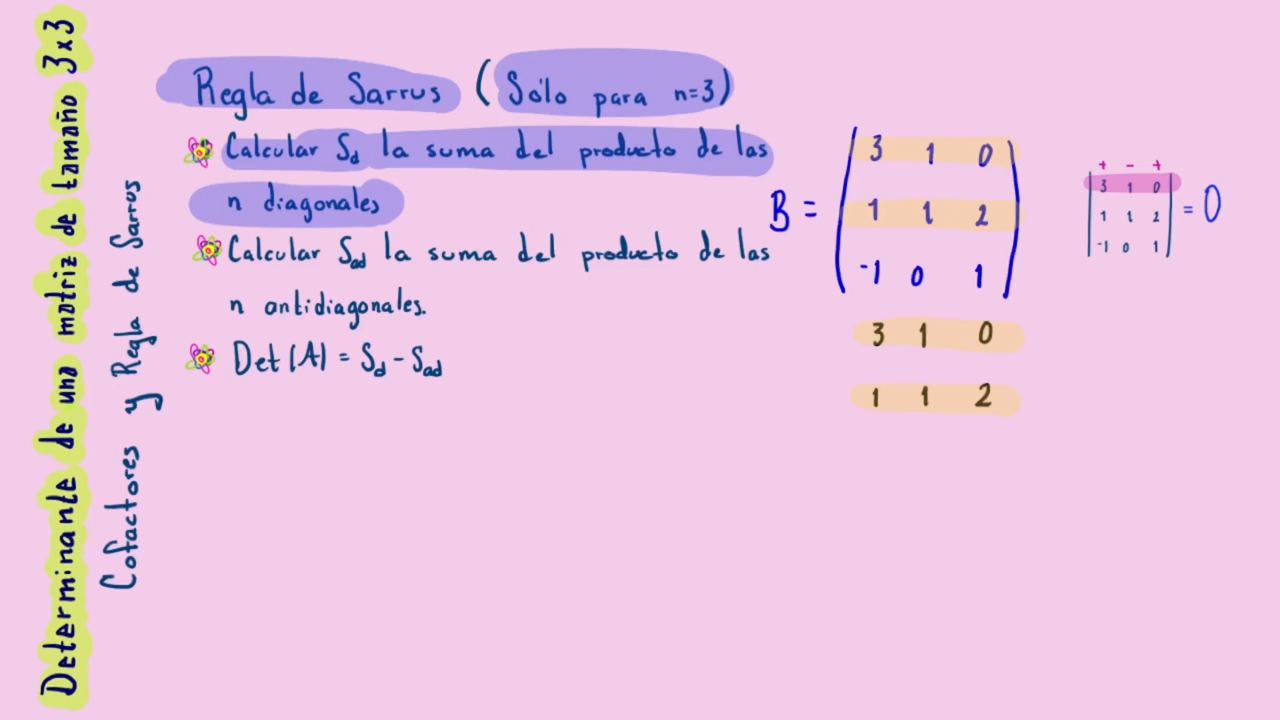 Determinante de una matriz de tamaño 3x3
Cofactores y Regla de Sarrus
Regla de Sarrus (Sólo para n=3)
Calcular Sd la suma del producto de las
n diagonales
Calcular Sad la suma del producto de las
n antidiagonales.
Det(A) = Sd - Sad
B =
3 1 0
1 1 2
-1 0 1
3 1 0
1 1 2
+ - +
3 1 0
1 1 2
-1 0 1
= 0